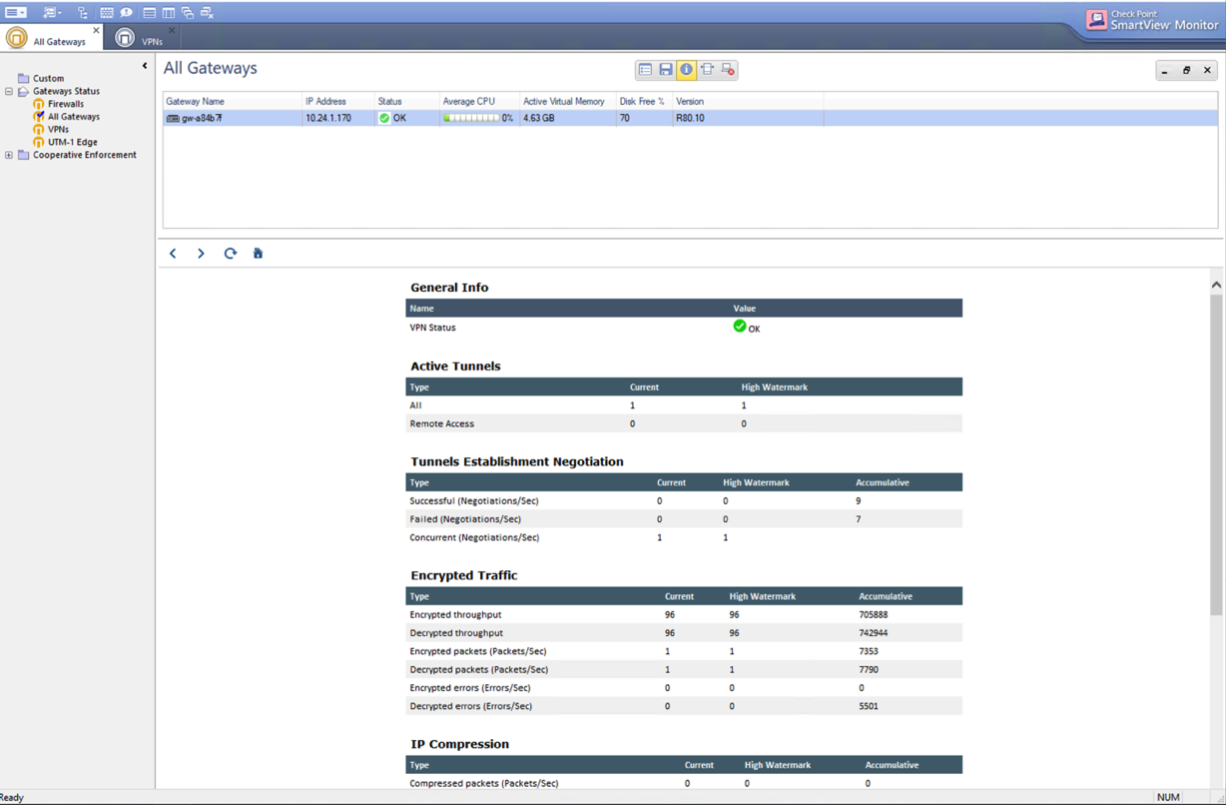 Check Point
SmartView Monitor
All Gateways VPNs
Custom
Gateways Status
Firewalls
All Gateways
VPNs
UTM-1 Edge
Cooperative Enforcement
All Gateways
Gateway Name IP Address Status Average CPU Active Virtual Memory Disk Free % Version
gw-a84b7f 10.24.1.170 OK 0% 4.63 GB 70 R80.10
General Info
Name Value
VPN Status OK
Active Tunnels
Type Current High Watermark
All 1 1
Remote Access 0 0
Tunnels Establishment Negotiation
Type Current High Watermark Accumulative
Successful (Negotiations/Sec) 0 0 9
Failed (Negotiations/Sec) 0 0 7
Concurrent (Negotiations/Sec) 1 1
Encrypted Traffic
Type Current High Watermark Accumulative
Encrypted throughput 96 96 705888
Decrypted throughput 96 96 742944
Encrypted packets (Packets/Sec) 1 1 7353
Decrypted packets (Packets/Sec) 1 1 7790
Encrypted errors (Errors/Sec) 0 0 0
Decrypted errors (Errors/Sec) 0 0 5501
IP Compression
Type Current High Watermark Accumulative
Compressed packets (Packets/Sec) 0 0 0
Ready NUM